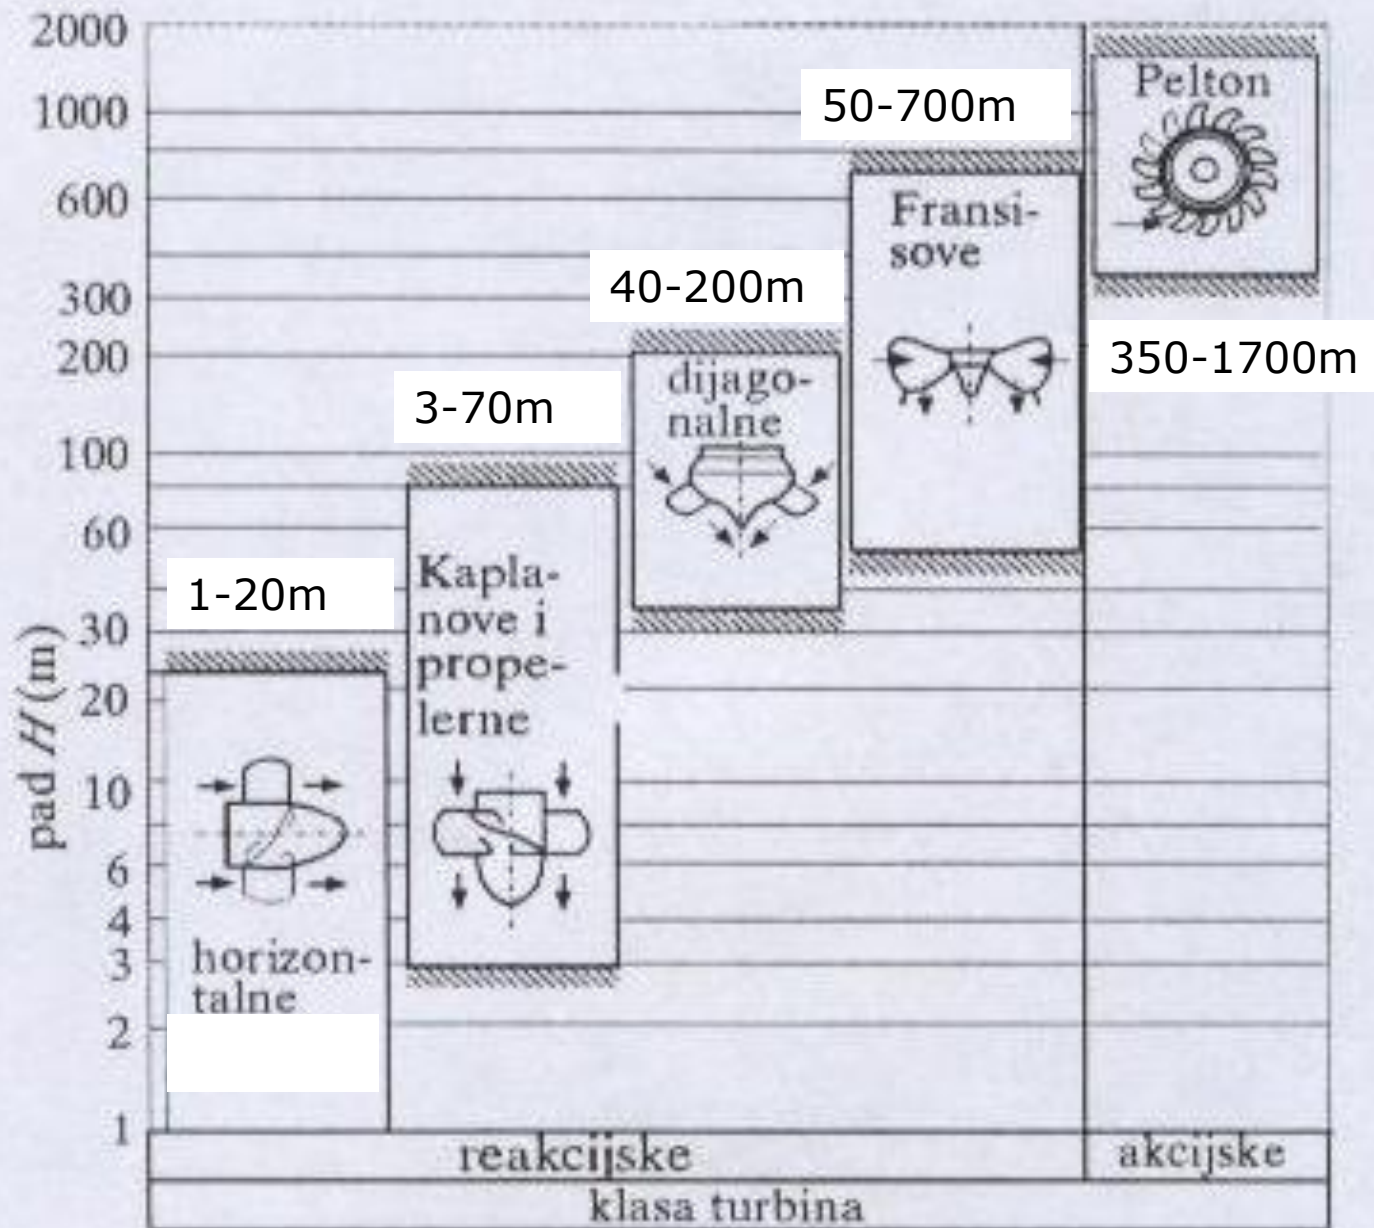 2000
1000
600
300
200
100
60
30
20
10
6
4
3
2
1
pad H (m)
1-20m
horizon-
talne
3-70m
Kapla-
nove i
prope-
lerne
40-200m
dijago-
nalne
50-700m
Fransi-
sove
Pelton
350-1700m
reakcijske
akcijske
klasa turbina